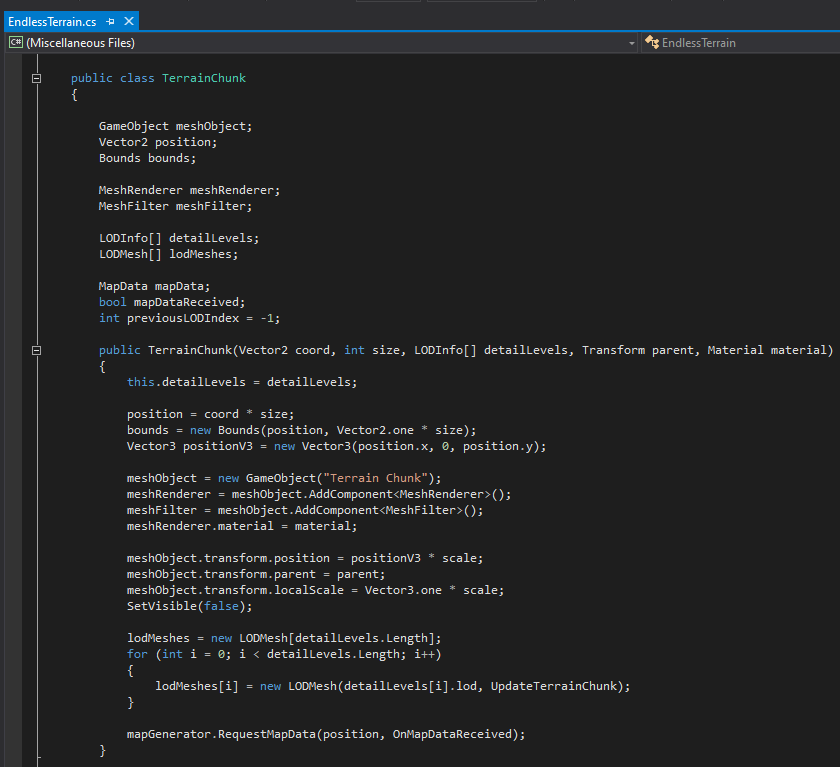 EndlessTerrain.cs
C# (Miscellaneous Files) EndlessTerrain
public class TerrainChunk
{
GameObject meshObject;
Vector2 position;
Bounds bounds;
MeshRenderer meshRenderer;
MeshFilter meshFilter;
LODInfo[] detailLevels;
LODMesh[] lodMeshes;
MapData mapData;
bool mapDataReceived;
int previousLODIndex = -1;
public TerrainChunk(Vector2 coord, int size, LODInfo[] detailLevels, Transform parent, Material material)
{
this.detailLevels = detailLevels;
position = coord * size;
bounds = new Bounds(position, Vector2.one * size);
Vector3 positionV3 = new Vector3(position.x, 0, position.y);
meshObject = new GameObject("Terrain Chunk");
meshRenderer = meshObject.AddComponent<MeshRenderer>();
meshFilter = meshObject.AddComponent<MeshFilter>();
meshRenderer.material = material;
meshObject.transform.position = positionV3 * scale;
meshObject.transform.parent = parent;
meshObject.transform.localScale = Vector3.one * scale;
SetVisible(false);
lodMeshes = new LODMesh[detailLevels.Length];
for (int i = 0; i < detailLevels.Length; i++)
{
lodMeshes[i] = new LODMesh(detailLevels[i].lod, UpdateTerrainChunk);
}
mapGenerator.RequestMapData(position, OnMapDataReceived);
}